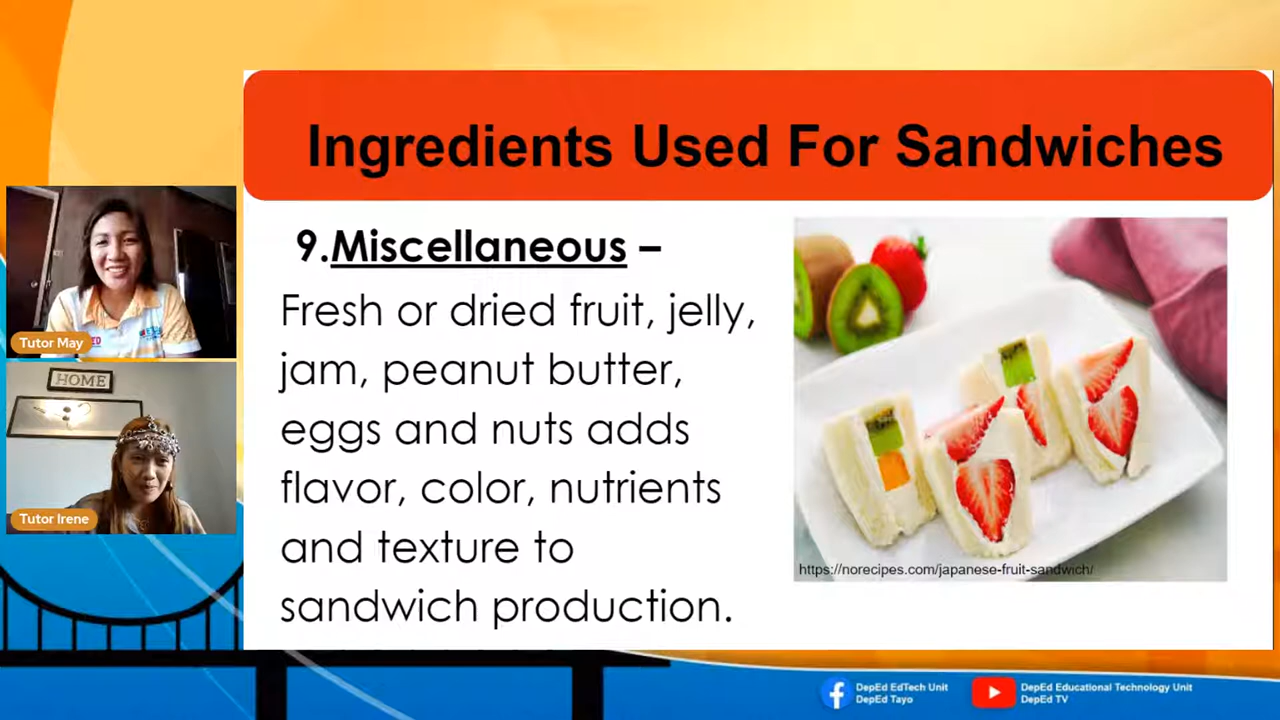 Ingredients Used For Sandwiches
9.Miscellaneous –
Fresh or dried fruit, jelly,
jam, peanut butter,
eggs and nuts adds
flavor, color, nutrients
and texture to
sandwich production.
https://norecipes.com/japanese-fruit-sandwich/
Tutor May
HOME
Tutor Irene
DepEd EdTech Unit
DepEd Tayo
DepEd Educational Technology Unit
DepEd TV